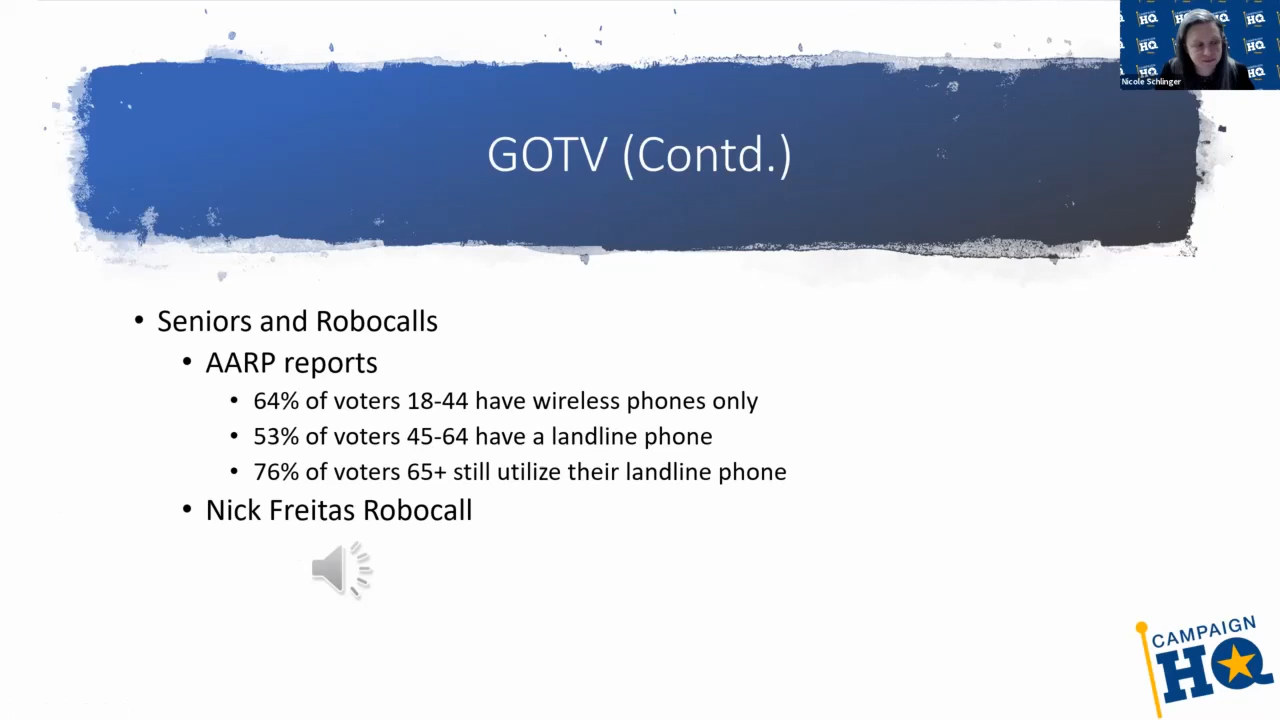 GOTV (Contd.)
Nicole Schlinger
• Seniors and Robocalls
• AARP reports
• 64% of voters 18-44 have wireless phones only
• 53% of voters 45-64 have a landline phone
• 76% of voters 65+ still utilize their landline phone
• Nick Freitas Robocall
CAMPAIGN
HQ